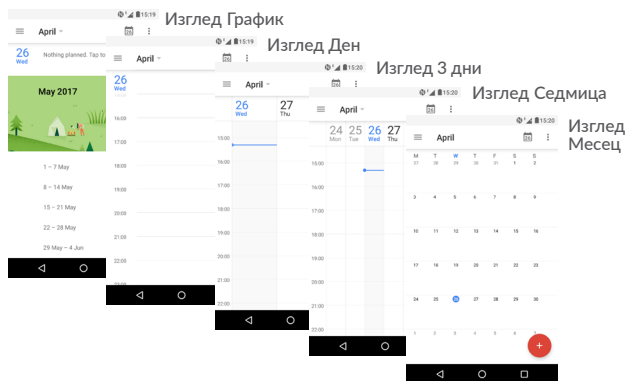 15:19
Изглед График
April
26
Wed
Nothing planned. Tap to
May 2017
1 – 7 May
8 – 14 May
15 – 21 May
22 – 28 May
29 May – 4 Jun
15:19
Изглед Ден
April
26
Wed
16:00
17:00
18:00
19:00
20:00
21:00
22:00
15:20
Изглед 3 дни
April
26 27
Wed Thu
15:00
16:00
17:00
18:00
19:00
20:00
21:00
22:00
15:20
Изглед Седмица
April
24 25 26 27
Mon Tue Wed Thu
15:00
16:00
17:00
18:00
19:00
20:00
21:00
22:00
15:20
Изглед
Месец
April
M T W T F S S
27 28 29 30 31 1 2
3 4 5 6 7 8 9
10 11 12 13 14 15 16
17 18 19 20 21 22 23
24 25 26 27 28 29 30
1 2 3 4 5 6 7